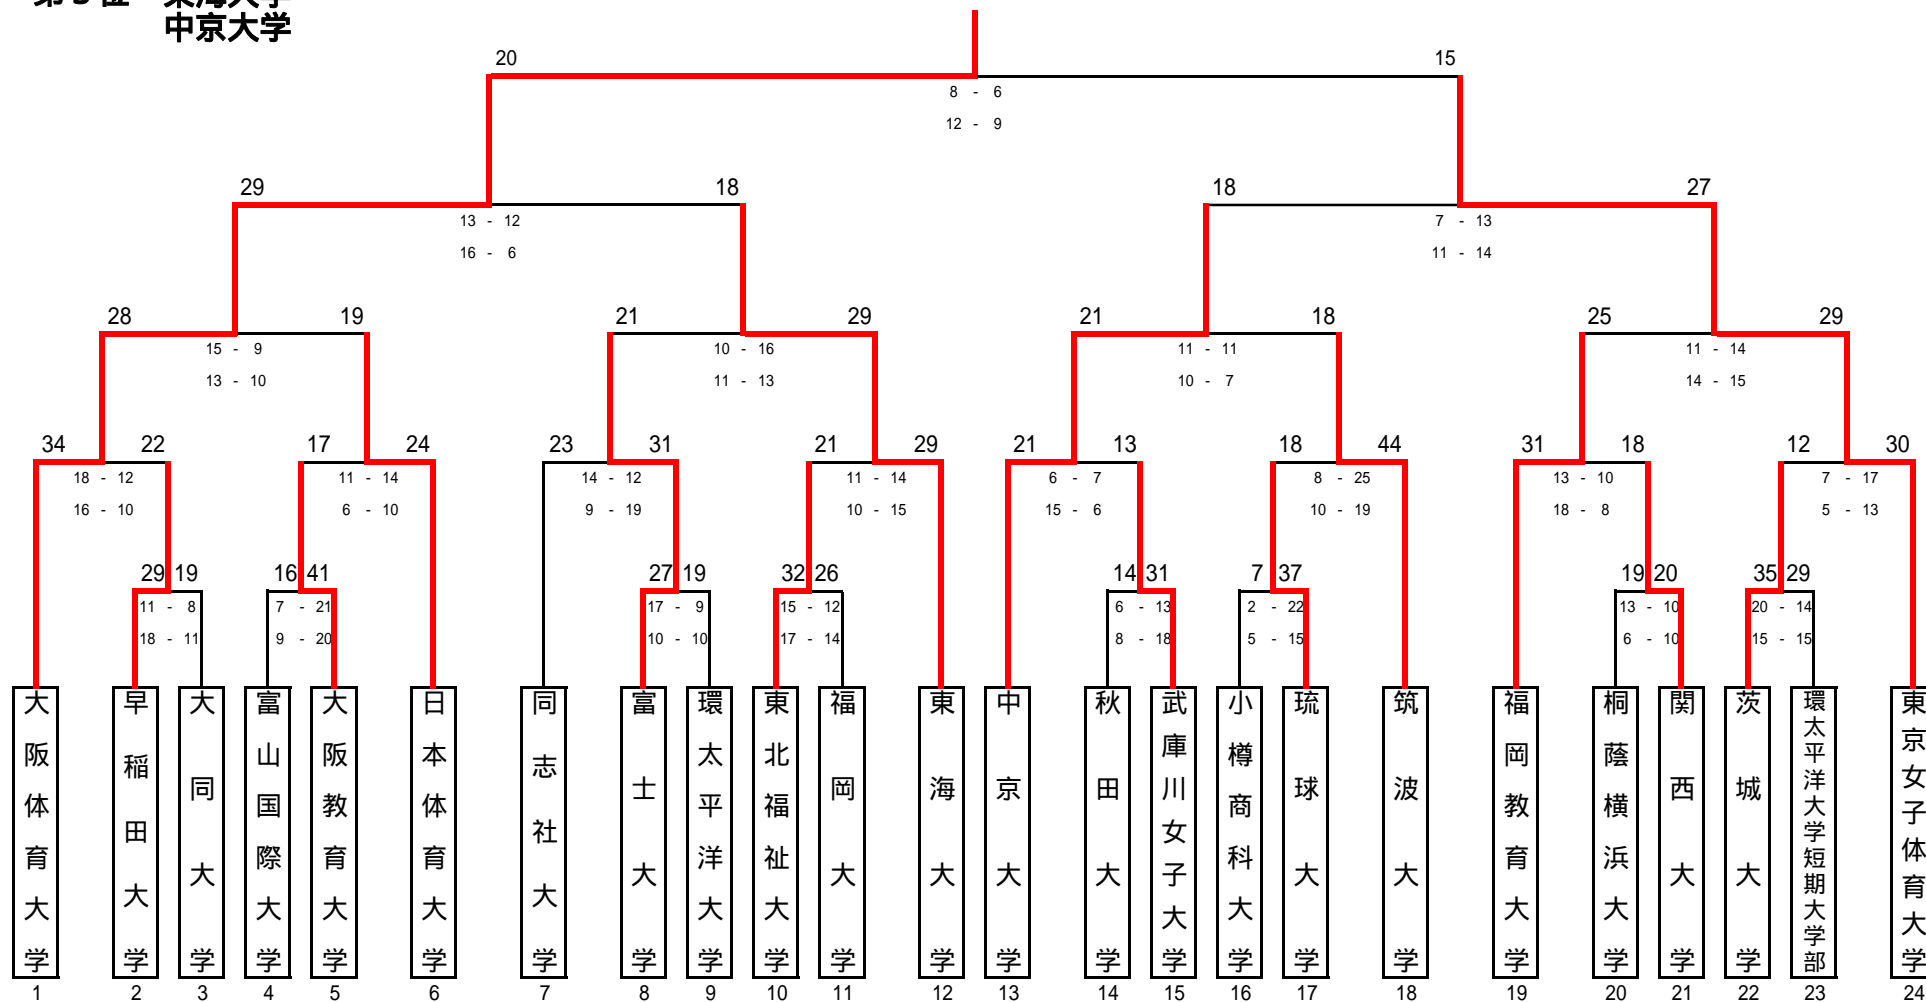 第3位 東海大学
中京大学
20 15
8 - 6
12 - 9
29 18 18 27
13 - 12 7 - 13
16 - 6 11 - 14
28 19 21 29 21 18 25 29
15 - 9 10 - 16 11 - 11 11 - 14
13 - 10 11 - 13 10 - 7 14 - 15
34 22 17 24 23 31 21 29 21 13 18 44 31 18 12 30
18 - 12 11 - 14 14 - 12 11 - 14 6 - 7 8 - 25 13 - 10 7 - 17
16 - 10 6 - 10 9 - 19 10 - 15 15 - 6 10 - 19 18 - 8 5 - 13
29 19 16 41 27 19 32 26 14 31 7 37 19 20 35 29
11 - 8 7 - 21 17 - 9 15 - 12 6 - 13 2 - 22 13 - 10 20 - 14
18 - 11 9 - 20 10 - 10 17 - 14 8 - 18 5 - 15 6 - 10 15 - 15
大阪体育大学
早稲田大学
大同大学
富山国際大学
大阪教育大学
日本体育大学
同志社大学
富士大学
環太平洋大学
東北福祉大学
福岡大学
東海大学
中京大学
秋田大学
武庫川女子大学
小樽商科大学
琉球大学
筑波大学
福岡教育大学
桐蔭横浜大学
関西大学
茨城大学
環太平洋大学短期大学部
東京女子体育大学
1 2 3 4 5 6 7 8 9 10 11 12 13 14 15 16 17 18 19 20 21 22 23 24